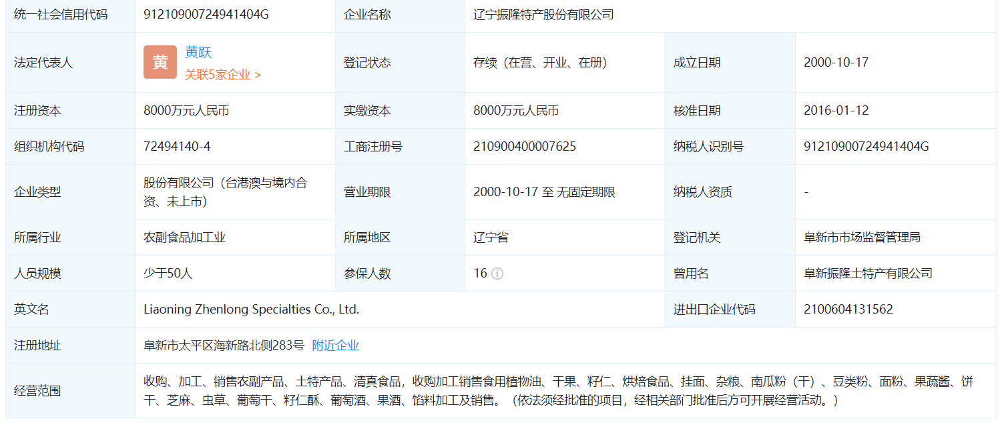 统一社会信用代码 91210900724941404G 企业名称 辽宁振隆特产股份有限公司
法定代表人 黄 黄跃 登记状态 存续（在营、开业、在册） 成立日期 2000-10-17
关联5家企业 >
注册资本 8000万元人民币 实缴资本 8000万元人民币 核准日期 2016-01-12
组织机构代码 72494140-4 工商注册号 210900400007625 纳税人识别号 91210900724941404G
企业类型 股份有限公司（台港澳与境内合 营业期限 2000-10-17 至 无固定期限 纳税人资质 -
资、未上市）
所属行业 农副食品加工业 所属地区 辽宁省 登记机关 阜新市市场监督管理局
人员规模 少于50人 参保人数 16 曾用名 阜新振隆土特产有限公司
英文名 Liaoning Zhenlong Specialties Co., Ltd. 进出口企业代码 2100604131562
注册地址 阜新市太平区海新路北侧283号 附近企业
经营范围 收购、加工、销售农副产品、土特产品、清真食品，收购加工销售食用植物油、干果、籽仁、烘焙食品、挂面、杂粮、南瓜粉（干）、豆类粉、面粉、果蔬酱、饼
干、芝麻、虫草、葡萄干、籽仁酥、葡萄酒、果酒、馅料加工及销售。（依法须经批准的项目，经相关部门批准后方可开展经营活动。）